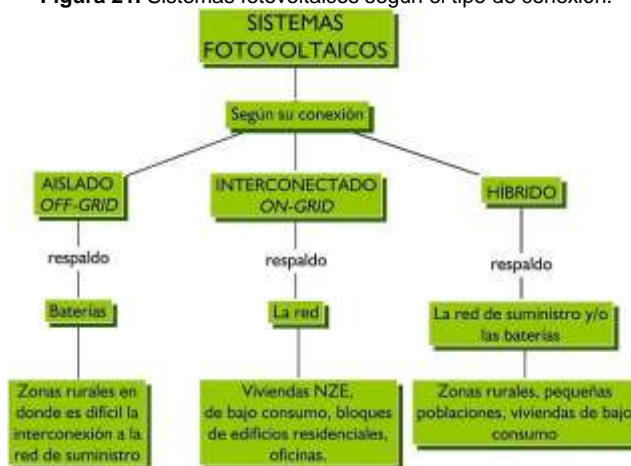 Figura 21. Sistemas fotovoltaicos según el tipo de conexión.
SISTEMAS
FOTOVOLTAICOS
Según su conexión
AISLADO
OFF-GRID
INTERCONECTADO
ON-GRID
HIBRIDO
respaldo
respaldo
respaldo
Baterías
La red
La red de suministro y/o
las baterías
Zonas rurales en
donde es difícil la
interconexión a la
red de suministro
Viviendas NZE,
de bajo consumo, bloques
de edificios residenciales,
oficinas.
Zonas rurales, pequeñas
poblaciones, viviendas de bajo
consumo